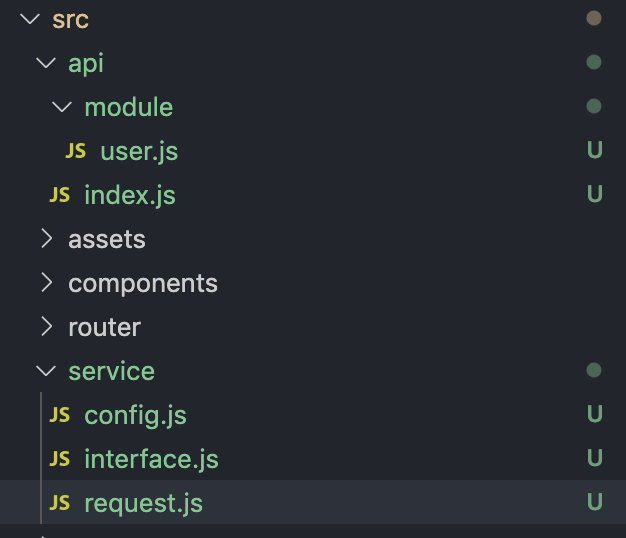 src
api
module
JS user.js U
JS index.js U
assets
components
router
service
JS config.js U
JS interface.js U
JS request.js U